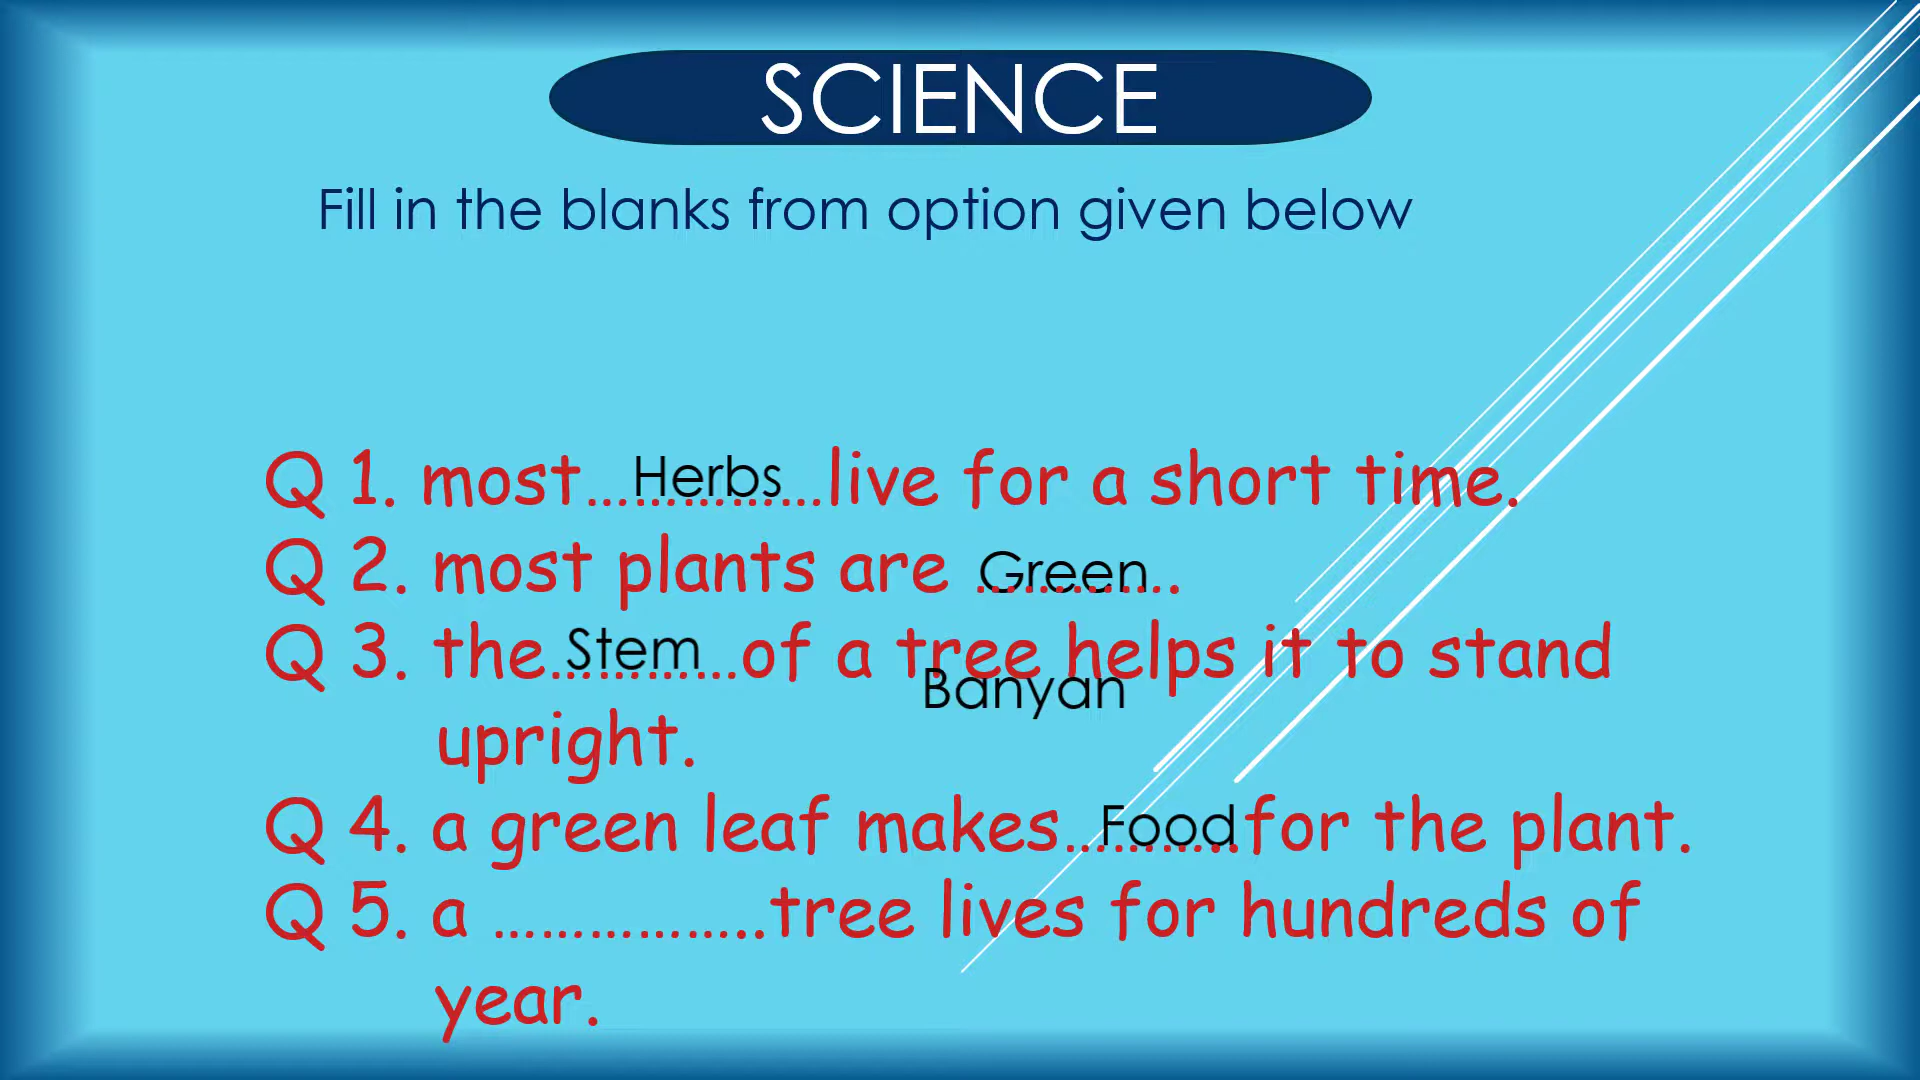 SCIENCE
Fill in the blanks from option given below
Q 1. most...Herbs...live for a short time.
Q 2. most plants are Green..
Q 3. the Stem of a tree helps it to stand
Banyan
upright.
Q 4. a green leaf makes...Food for the plant.
Q 5. a ……………..tree lives for hundreds of
year.